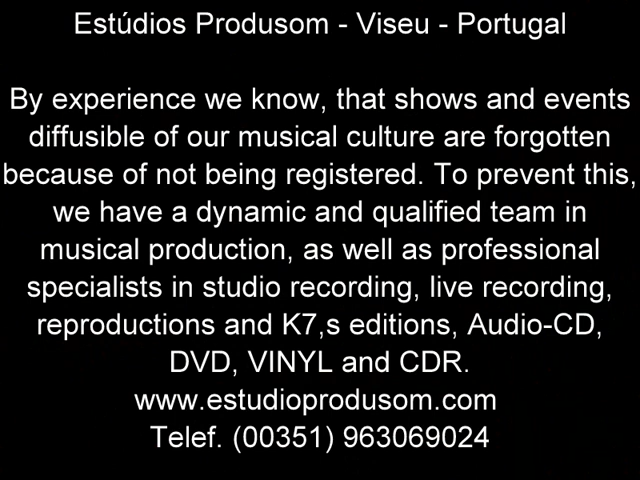 Estúdios Produsom - Viseu - Portugal
By experience we know, that shows and events
diffusible of our musical culture are forgotten
because of not being registered. To prevent this,
we have a dynamic and qualified team in
musical production, as well as professional
specialists in studio recording, live recording,
reproductions and K7,s editions, Audio-CD,
DVD, VINYL and CDR.
www.estudioprodusom.com
Telef. (00351) 963069024